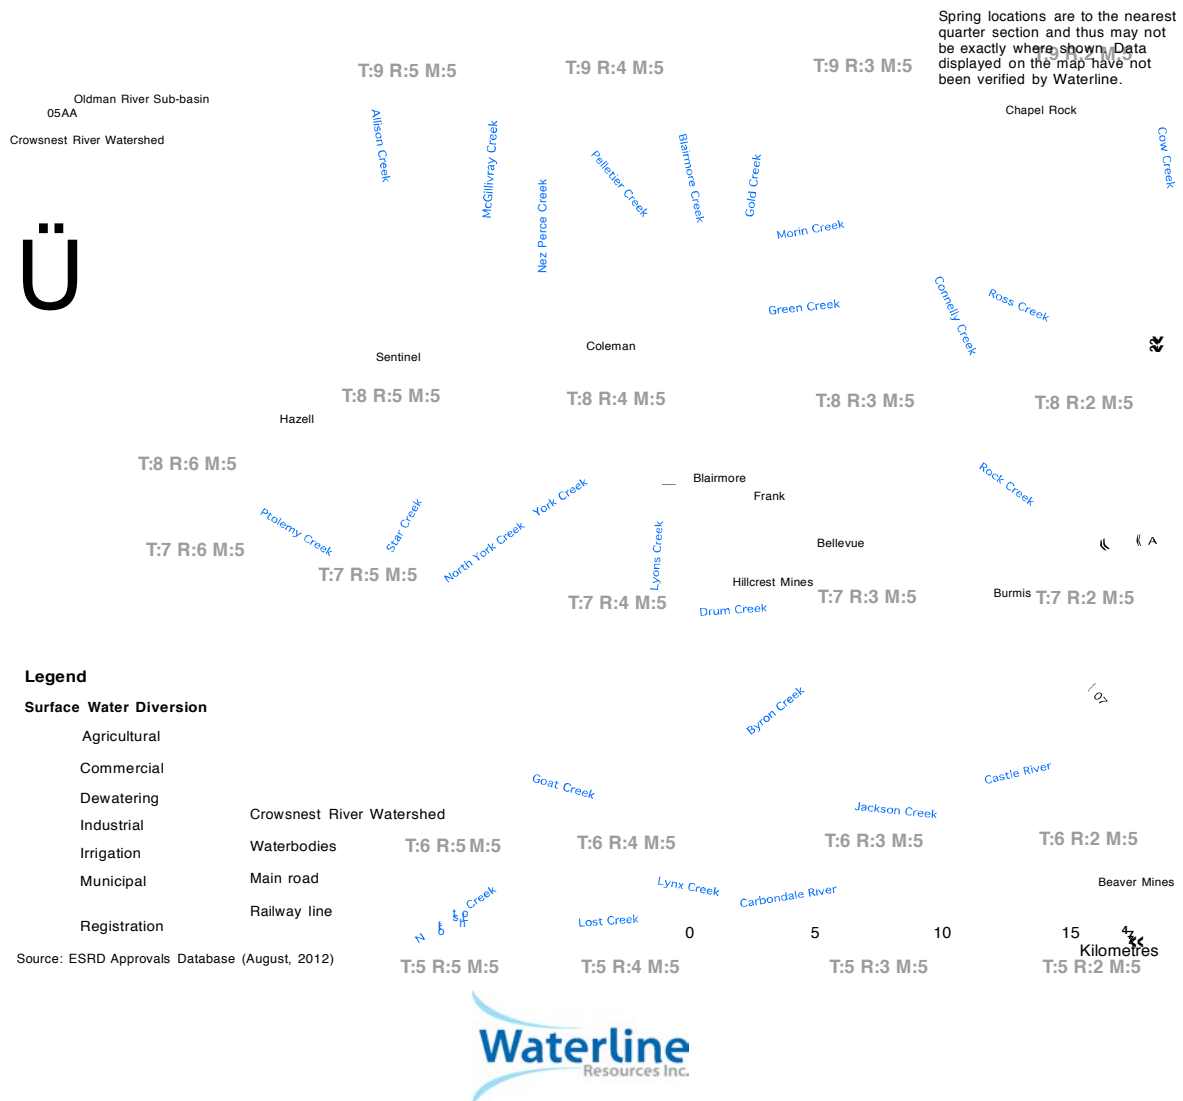 Spring locations are to the nearest
quarter section and thus may not
be exactly where shown. Data
displayed on the map have not
been verified by Waterline.
T:9 R:5 M:5
T:9 R:4 M:5
T:9 R:3 M:5
T:9 R:2 M:5
Oldman River Sub-basin
05AA
Crowsnest River Watershed
Chapel Rock
Allison Creek
McGillivray Creek
Nez Perce Creek
Pelletier Creek
Blairmore Creek
Gold Creek
Morin Creek
Cow Creek
Ü
Green Creek
Connelly Creek
Ross Creek
Sentinel
Coleman
22
T:8 R:5 M:5
T:8 R:4 M:5
T:8 R:3 M:5
T:8 R:2 M:5
Hazell
T:8 R:6 M:5
Blairmore
Frank
Rock Creek
Ptolemy Creek
Star Creek
North York Creek
York Creek
Lyons Creek
Bellevue
A
T:7 R:6 M:5
T:7 R:5 M:5
Hillcrest Mines
T:7 R:4 M:5
Drum Creek
T:7 R:3 M:5
Burmis
T:7 R:2 M:5
Legend
Surface Water Diversion
Agricultural
Commercial
Dewatering
Industrial
Irrigation
Municipal
Registration
Crowsnest River Watershed
Waterbodies
Main road
Railway line
07
Byron Creek
Goat Creek
Castle River
Jackson Creek
T:6 R:5 M:5
T:6 R:4 M:5
T:6 R:3 M:5
T:6 R:2 M:5
Beaver Mines
Lynx Creek
Carbondale River
Creek
Lost Creek
0 5 10 15
Kilometres
Source: ESRD Approvals Database (August, 2012)
T:5 R:5 M:5
T:5 R:4 M:5
T:5 R:3 M:5
T:5 R:2 M:5
Waterline
Resources Inc.